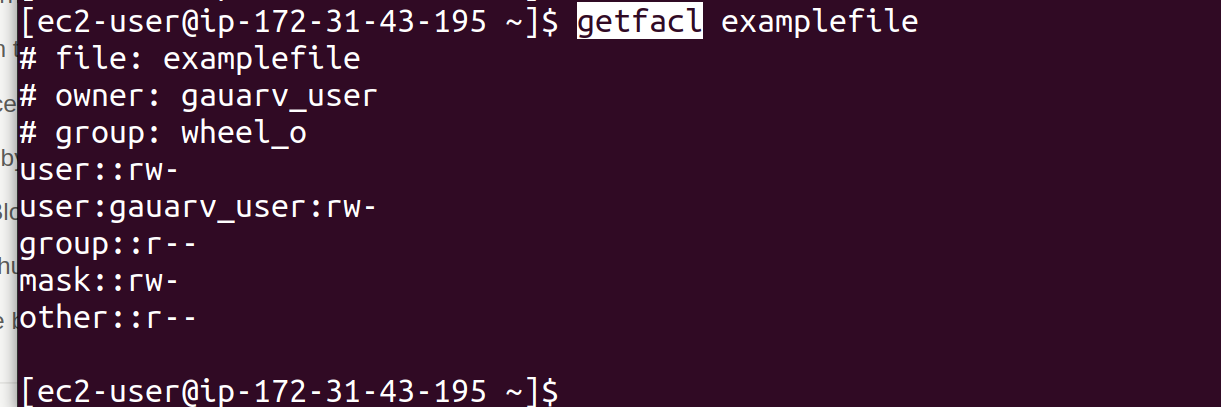 [ec2-user@ip-172-31-43-195 ~]$ getfacl examplefile
# file: examplefile
# owner: gauarv_user
# group: wheel_o
user::rw-
user:gauarv_user:rw-
group::r--
mask::rw-
other::r--
[ec2-user@ip-172-31-43-195 ~]$